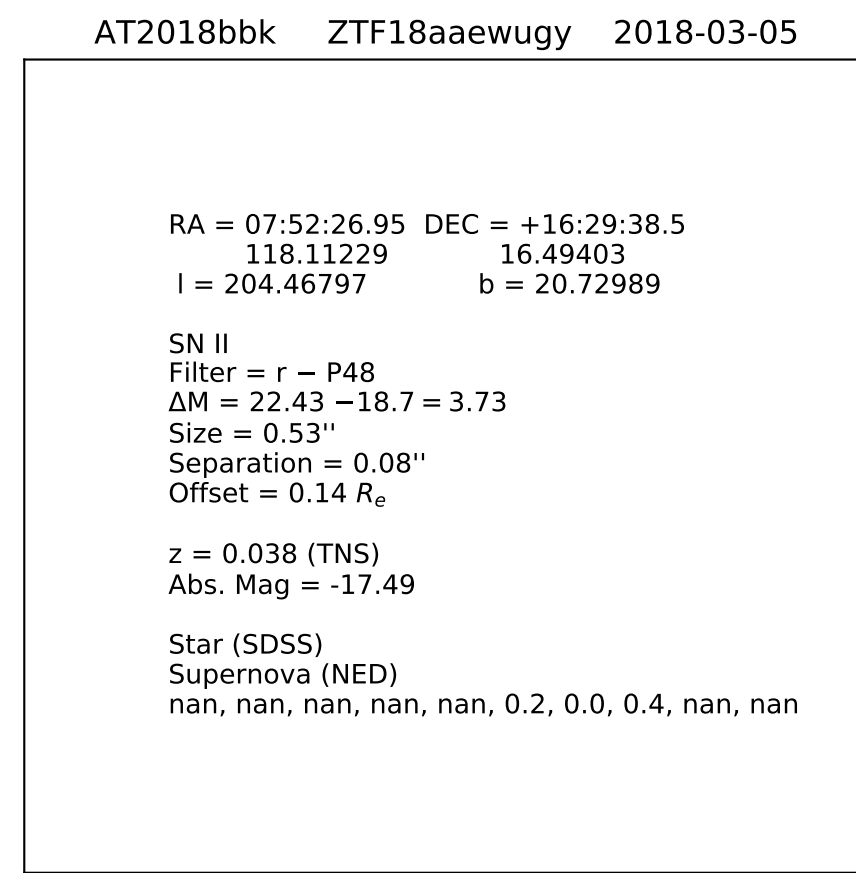 AT2018bbk ZTF18aaewugy 2018-03-05
RA = 07:52:26.95 DEC = +16:29:38.5
118.11229 16.49403
l = 204.46797 b = 20.72989
SN II
Filter = r − P48
ΔM = 22.43 −18.7 = 3.73
Size = 0.53''
Separation = 0.08''
Offset = 0.14 Rₑ
z = 0.038 (TNS)
Abs. Mag = -17.49
Star (SDSS)
Supernova (NED)
nan, nan, nan, nan, nan, 0.2, 0.0, 0.4, nan, nan